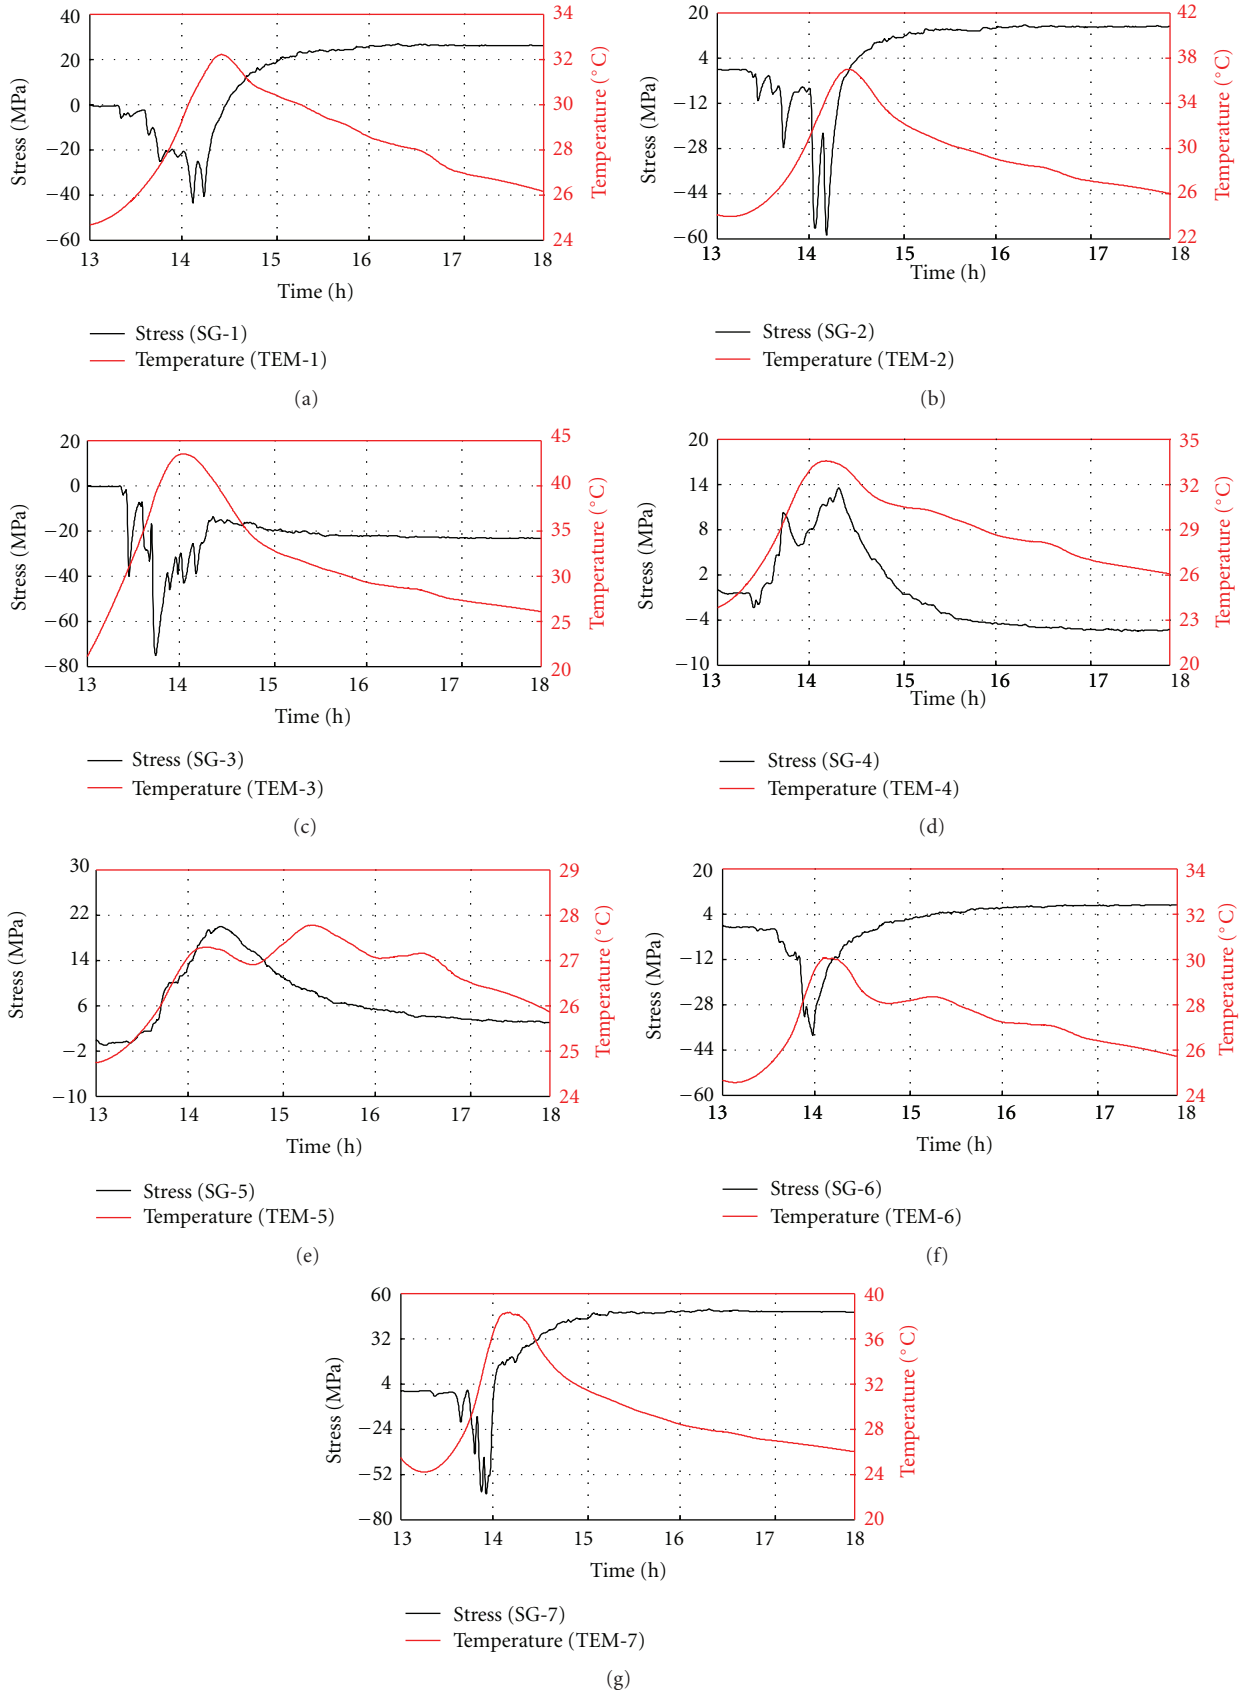 40 34
20 32
0 30
−20 28
−40 26
−60 24
13 14 15 16 17 18
Stress (MPa)
Temperature (°C)
Time (h)
Stress (SG-1)
Temperature (TEM-1)
(a)
20 42
4 38
−12 34
−28 30
−44 26
−60 22
13 14 15 16 17 18
Stress (MPa)
Temperature (°C)
Time (h)
Stress (SG-2)
Temperature (TEM-2)
(b)
20 45
0 40
−20 35
−40 30
−60 25
−80 20
13 14 15 16 17 18
Stress (MPa)
Temperature (°C)
Time (h)
Stress (SG-3)
Temperature (TEM-3)
(c)
20 35
14 32
8 29
2 26
−4 23
−10 20
13 14 15 16 17 18
Stress (MPa)
Temperature (°C)
Time (h)
Stress (SG-4)
Temperature (TEM-4)
(d)
30 29
22 28
14 27
6 26
−2 25
−10 24
13 14 15 16 17 18
Stress (MPa)
Temperature (°C)
Time (h)
Stress (SG-5)
Temperature (TEM-5)
(e)
20 34
4 32
−12 30
−28 28
−44 26
−60 24
13 14 15 16 17 18
Stress (MPa)
Temperature (°C)
Time (h)
Stress (SG-6)
Temperature (TEM-6)
(f)
60 40
32 36
4 32
−24 28
−52 24
−80 20
13 14 15 16 17 18
Stress (MPa)
Temperature (°C)
Time (h)
Stress (SG-7)
Temperature (TEM-7)
(g)